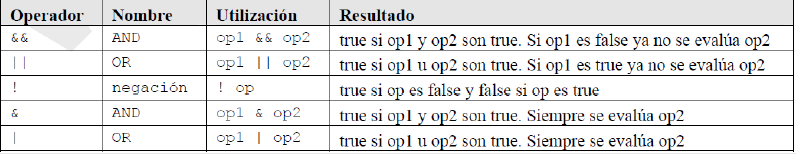 Operador Nombre Utilización Resultado
&& AND op1 && op2 true si op1 y op2 son true. Si op1 es false ya no se evalúa op2
|| OR op1 || op2 true si op1 u op2 son true. Si op1 es true ya no se evalúa op2
! negación ! op true si op es false y false si op es true
& AND op1 & op2 true si op1 y op2 son true. Siempre se evalúa op2
| OR op1 | op2 true si op1 u op2 son true. Siempre se evalúa op2